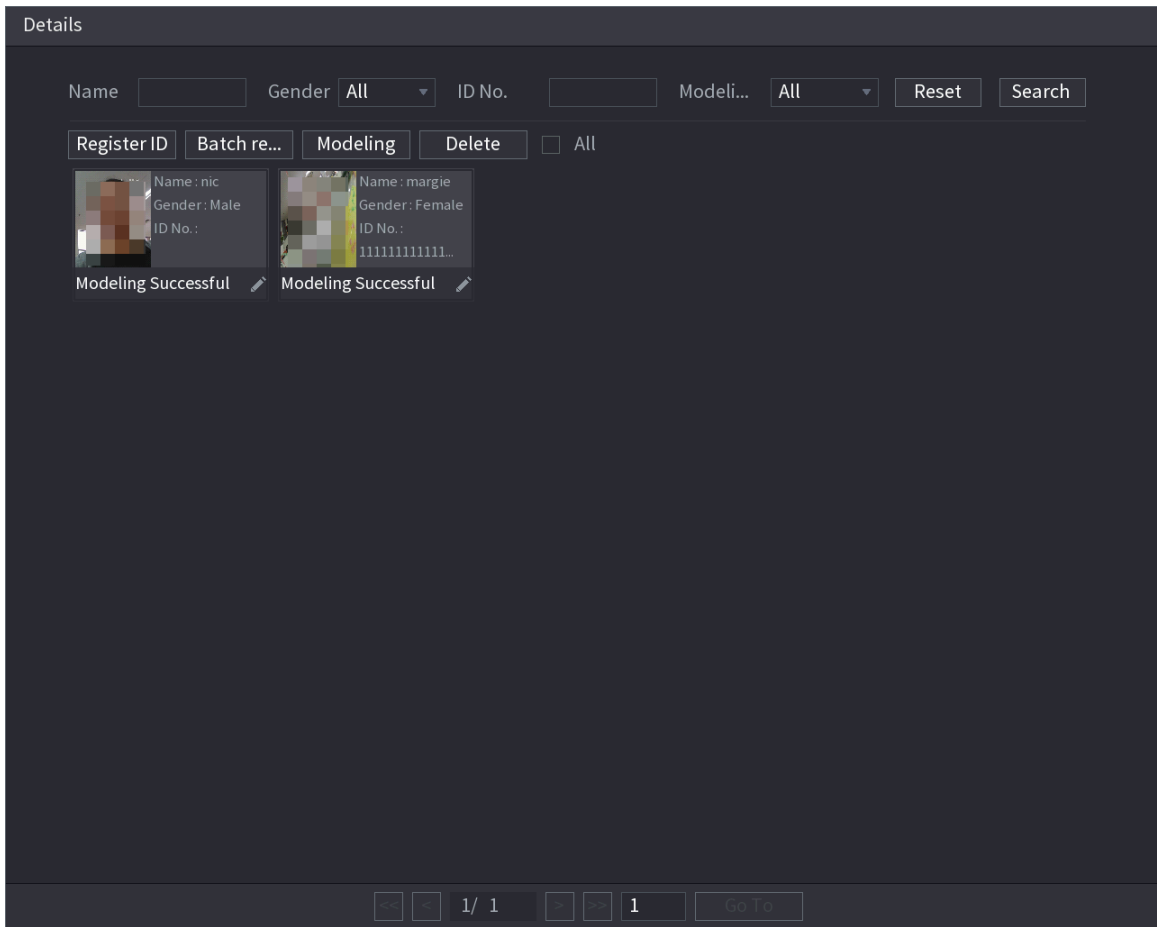 Details
Name Gender All ID No. Modeli... All Reset Search
Register ID Batch re... Modeling Delete All
Name : nic
Gender : Male
ID No. :
Modeling Successful
Name : margie
Gender : Female
ID No. :
111111111111...
Modeling Successful
<< < 1/ 1 > >> 1 Go To